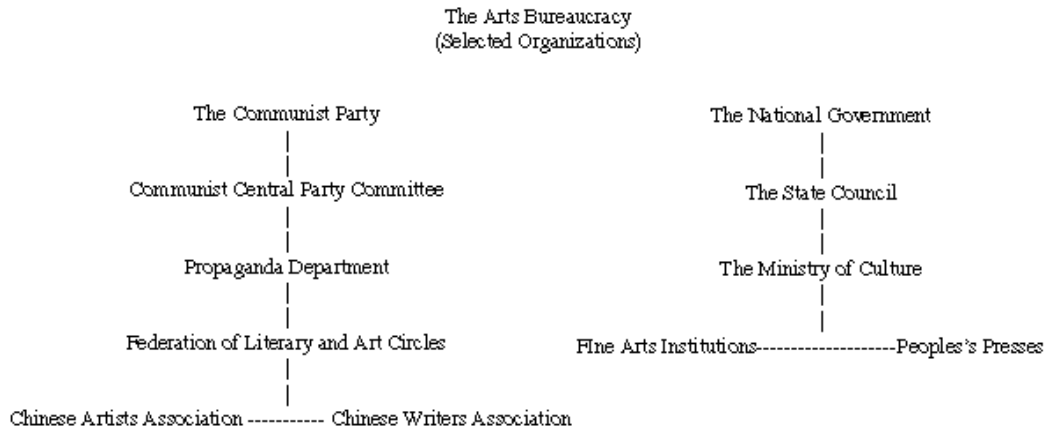 The Arts Bureaucracy
(Selected Organizations)
The Communist Party
The National Government
Communist Central Party Committee
The State Council
Propaganda Department
The Ministry of Culture
Federation of Literary and Art Circles
FIne Arts Institutions--------------------Peoples's Presses
Chinese Artists Association ----------- Chinese Writers Association